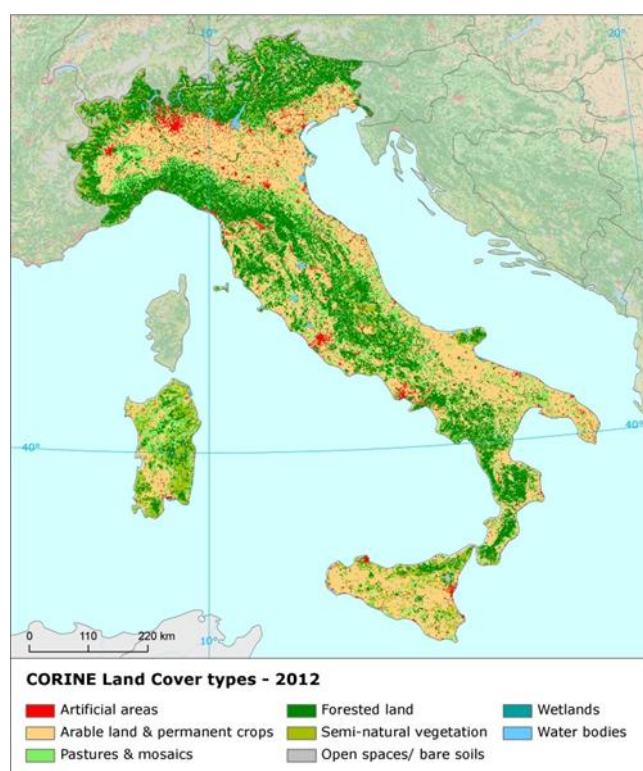 10°
20°
40°
40°
0 110 220 km
10°
CORINE Land Cover types - 2012
Artificial areas
Forested land
Wetlands
Arable land & permanent crops
Semi-natural vegetation
Water bodies
Pastures & mosaics
Open spaces/ bare soils